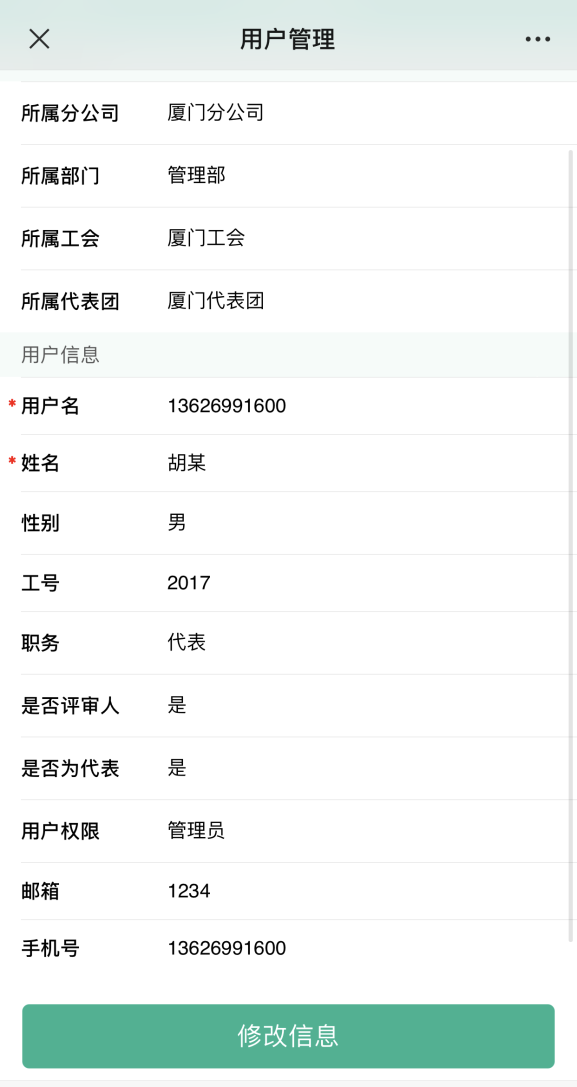 用户管理
所属分公司 厦门分公司
所属部门 管理部
所属工会 厦门工会
所属代表团 厦门代表团
用户信息
* 用户名 13626991600
* 姓名 胡某
性别 男
工号 2017
职务 代表
是否评审人 是
是否为代表 是
用户权限 管理员
邮箱 1234
手机号 13626991600
修改信息